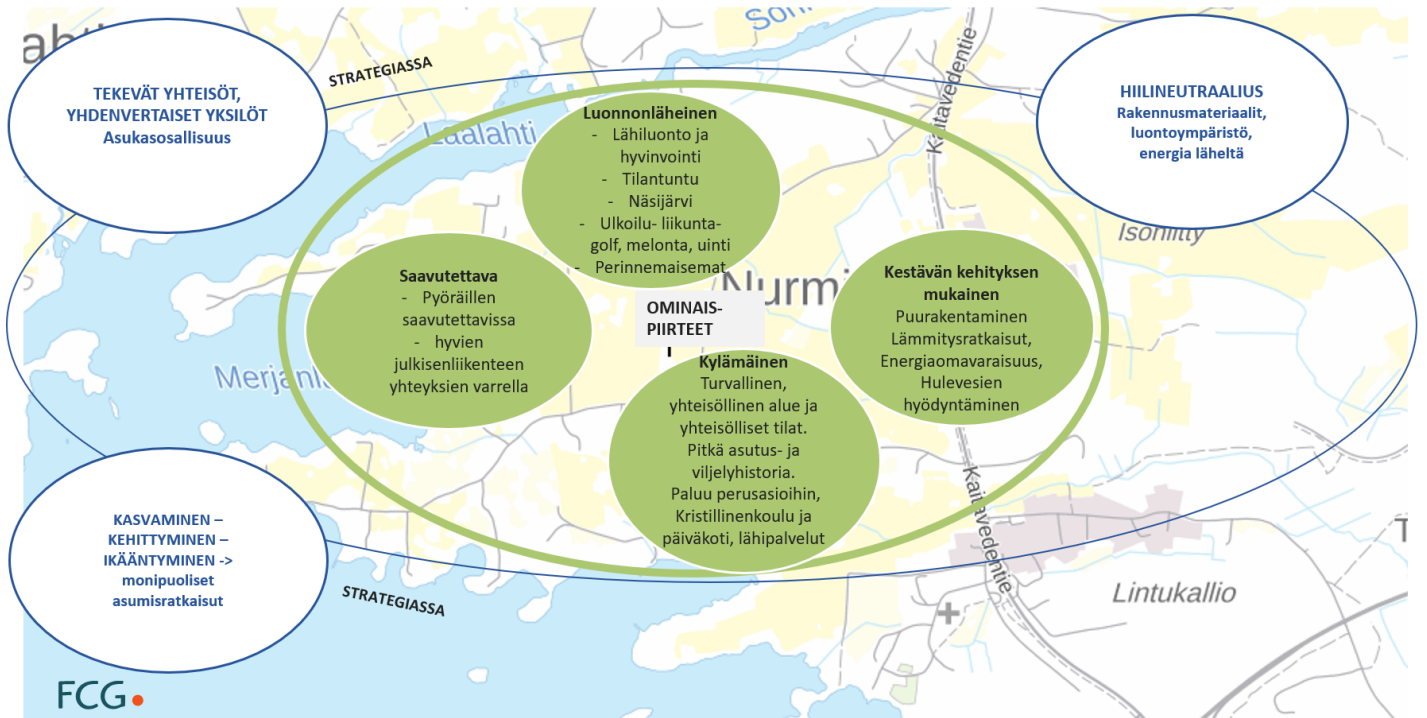 STRATEGIASSA
TEKEVÄT YHTEISÖT,
YHDENVERTAISET YKSILÖT
Asukasosallisuus
HIILINEUTRAALIUS
Rakennusmateriaalit,
luontoympäristö,
energia läheltä
Kaitavedentie
Laalahti
Luonnonläheinen
- Lähiluonto ja
hyvinvointi
- Tilantuntu
- Näsijärvi
- Ulkoilu- liikunta-
golf, melonta, uinti
- Perinnemaisemat
Isoniitty
Saavutettava
- Pyöräillen
saavutettavissa
- hyvien
julkisenliikenteen
yhteyksien varrella
Nurmi
OMINAIS-
PIIRTEET
Kestävän kehityksen
mukainen
Puurakentaminen
Lämmitysratkaisut,
Energiaomavaraisuus,
Hulevesien
hyödyntäminen
Kylämäinen
Turvallinen,
yhteisöllinen alue ja
yhteisölliset tilat.
Pitkä asutus- ja
viljelyhistoria.
Paluu perusasioihin,
Kristillinenkoulu ja
päiväkoti, lähipalvelut
KASVAMINEN –
KEHITTYMINEN –
IKÄÄNTYMINEN ->
monipuoliset
asumisratkaisut
STRATEGIASSA
Kaitavedentie
Lintukallio
FCG